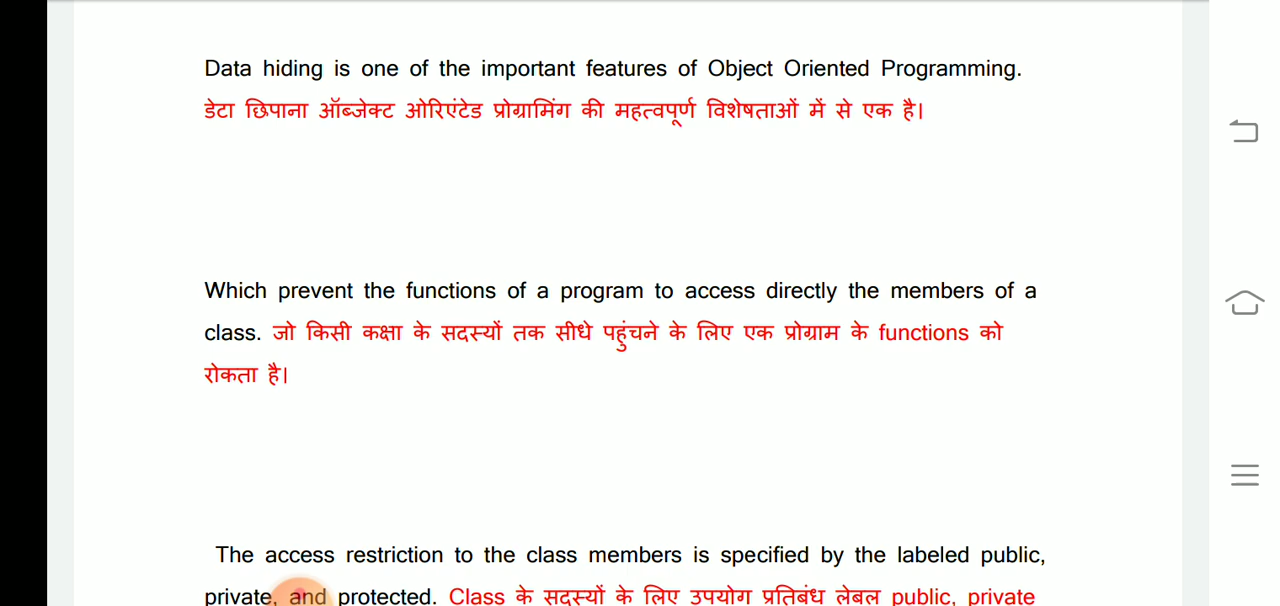 Data hiding is one of the important features of Object Oriented Programming.
डेटा छिपाना ऑब्जेक्ट ओरिएंटेड प्रोग्रामिंग की महत्वपूर्ण विशेषताओं में से एक है।
Which prevent the functions of a program to access directly the members of a
class. जो किसी कक्षा के सदस्यों तक सीधे पहुंचने के लिए एक प्रोग्राम के functions को
रोकता है।
The access restriction to the class members is specified by the labeled public,
private, and protected. Class के सदस्यों के लिए उपयोग प्रतिबंध लेबल public, private